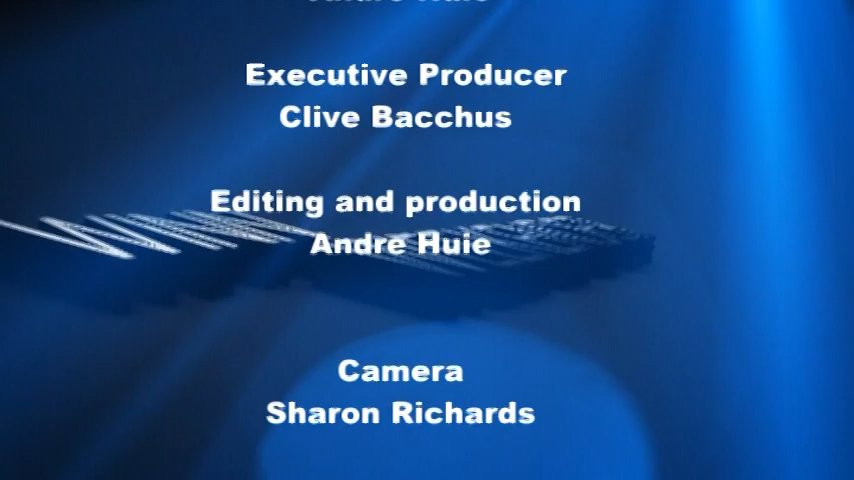 Executive Producer
Clive Bacchus
Editing and production
Andre Huie
Camera
Sharon Richards